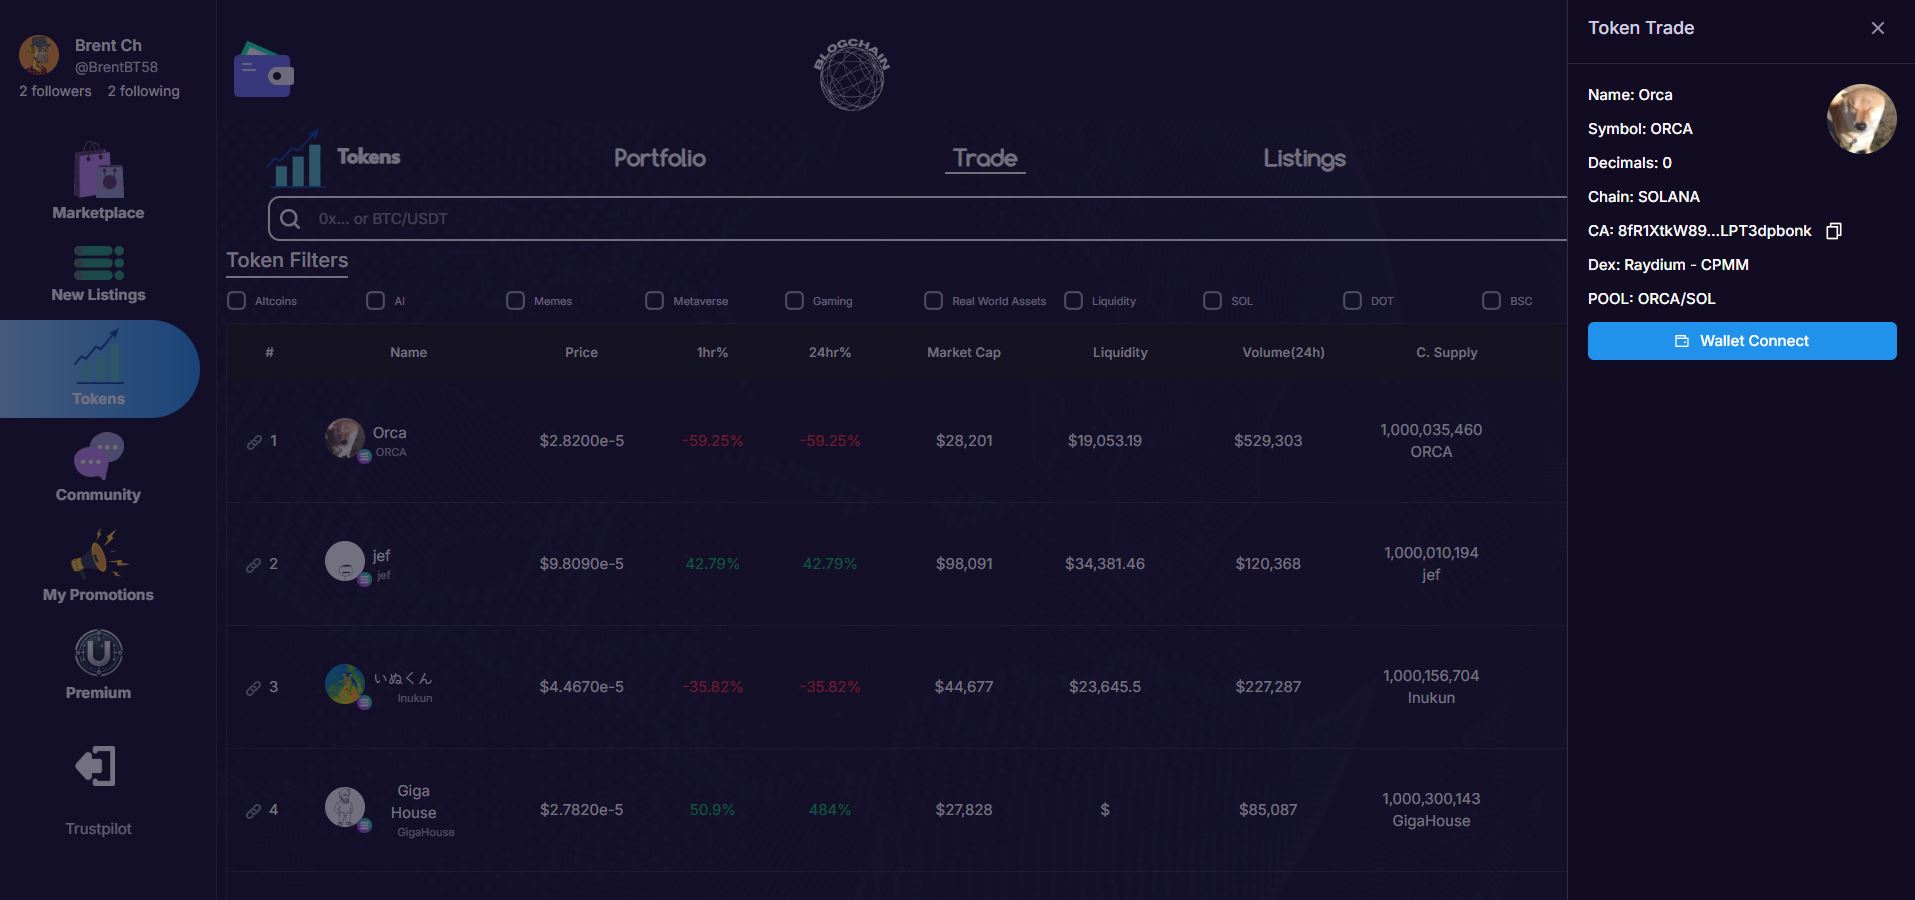 Brent Ch
@BrentBT58
2 followers 2 following
Marketplace
New Listings
Tokens
Community
My Promotions
Premium
Trustpilot
BLOGCHAIN
Tokens Portfolio Trade Listings
0x... or BTC/USDT
Token Filters
Altcoins AI Memes Metaverse Gaming Real World Assets Liquidity SOL DOT BSC
# Name Price 1hr% 24hr% Market Cap Liquidity Volume(24h) C. Supply
1 Orca ORCA $2.8200e-5 -59.25% -59.25% $28,201 $19,053.19 $529,303 1,000,035,460 ORCA
2 jef jef $9.8090e-5 42.79% 42.79% $98,091 $34,381.46 $120,368 1,000,010,194 jef
3 いぬくん Inukun $4.4670e-5 -35.82% -35.82% $44,677 $23,645.5 $227,287 1,000,156,704 Inukun
4 Giga House GigaHouse $2.7820e-5 50.9% 484% $27,828 $ $85,087 1,000,300,143 GigaHouse
Token Trade
Name: Orca
Symbol: ORCA
Decimals: 0
Chain: SOLANA
CA: 8fR1XtkW89...LPT3dpbonk
Dex: Raydium - CPMM
POOL: ORCA/SOL
Wallet Connect